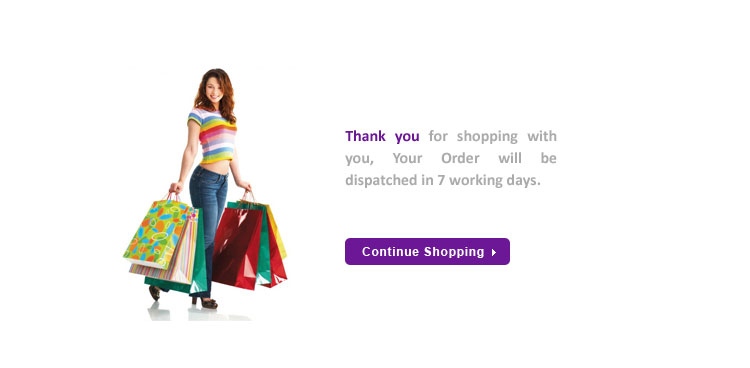 Thank you for shopping with
you, Your Order will be
dispatched in 7 working days.
Continue Shopping